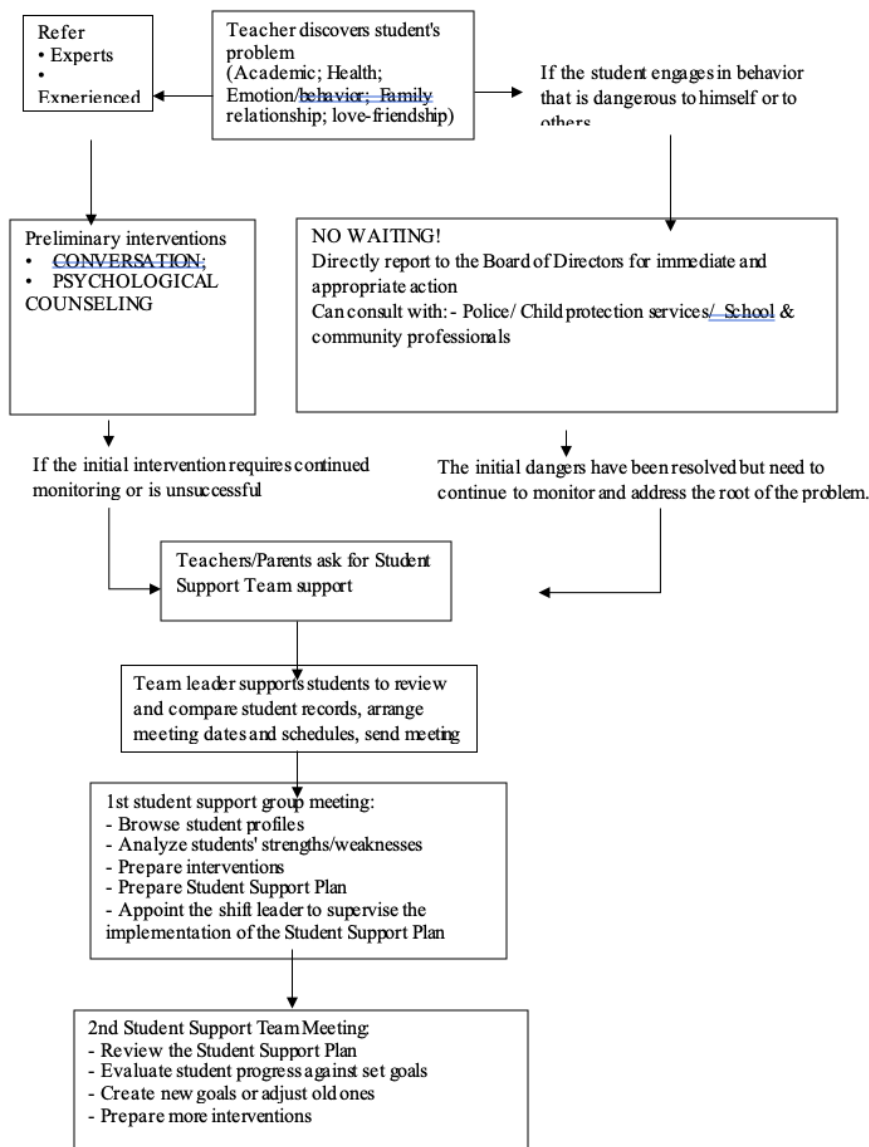 Refer
• Experts
•
Experienced
Teacher discovers student's
problem
(Academic; Health;
Emotion/behavior; Family
relationship; love-friendship)
If the student engages in behavior
that is dangerous to himself or to
others
Preliminary interventions
• CONVERSATION;
• PSYCHOLOGICAL
COUNSELING
NO WAITING!
Directly report to the Board of Directors for immediate and
appropriate action
Can consult with: - Police/ Child protection services/ School &
community professionals
If the initial intervention requires continued
monitoring or is unsuccessful
The initial dangers have been resolved but need to
continue to monitor and address the root of the problem.
Teachers/Parents ask for Student
Support Team support
Team leader supports students to review
and compare student records, arrange
meeting dates and schedules, send meeting
1st student support group meeting:
- Browse student profiles
- Analyze students' strengths/weaknesses
- Prepare interventions
- Prepare Student Support Plan
- Appoint the shift leader to supervise the
implementation of the Student Support Plan
2nd Student Support Team Meeting:
- Review the Student Support Plan
- Evaluate student progress against set goals
- Create new goals or adjust old ones
- Prepare more interventions